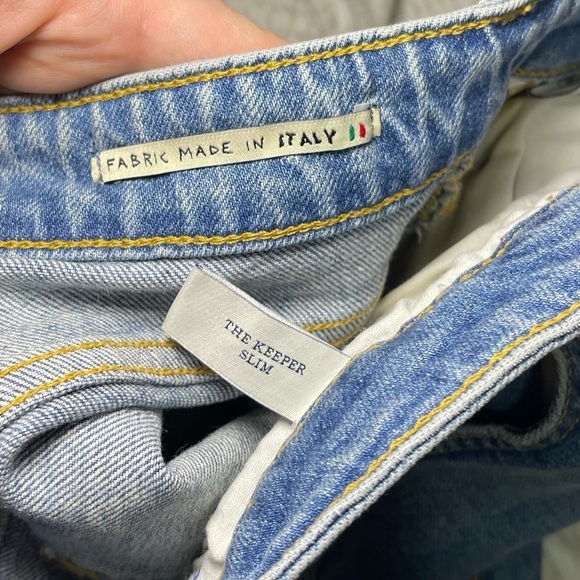 FABRIC MADE IN ITALY
THE KEEPER
SLIM